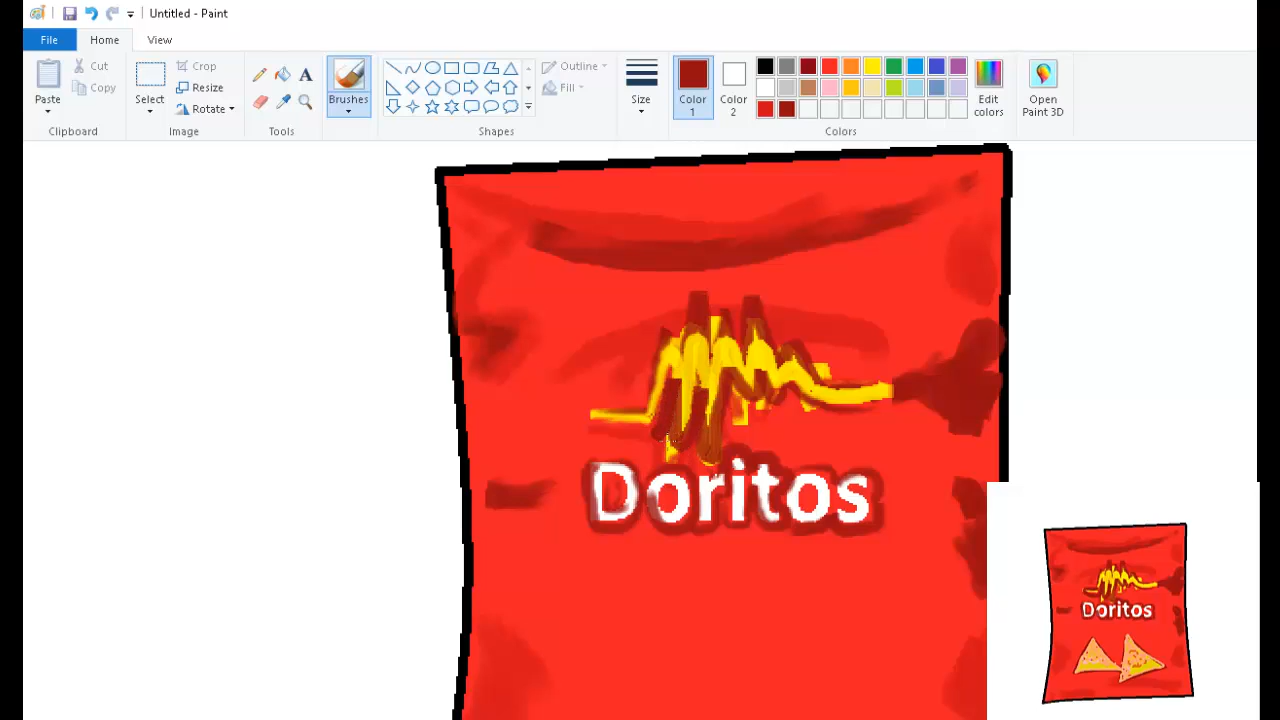 Untitled - Paint
File
Home
View
Paste
Cut
Copy
Clipboard
Select
Crop
Resize
Rotate
Image
A
Tools
Brushes
Shapes
Outline
Fill
Size
Color 1
Color 2
Colors
Edit colors
Open Paint 3D
Doritos
Doritos